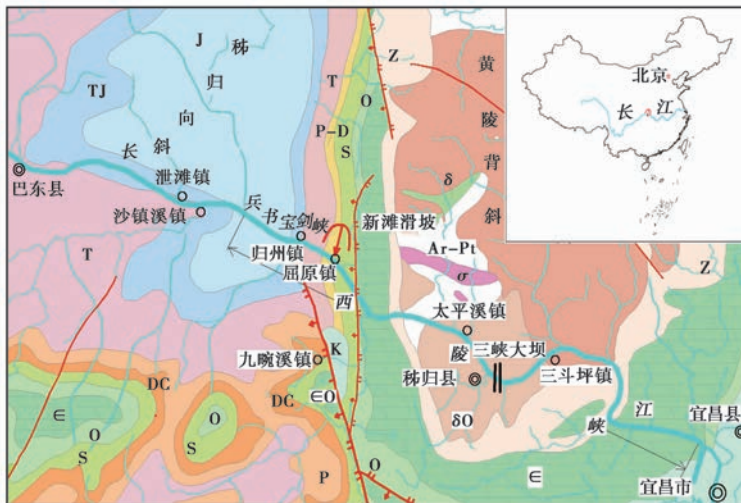 J
秭
归
向
斜
TJ
T
P-D
S
O
Z
黄
陵
背
斜
δ
Ar-Pt
σ
北京
长
江
长
巴东县
泄滩镇
沙镇溪镇
兵
书
宝
剑
峡
归州镇
屈原镇
新滩滑坡
T
西
太平溪镇
陵
三峡大坝
三斗坪镇
秭归县
δO
Z
九畹溪镇
K
DC
DC
∈O
∈
O
S
O
S
P
O
∈
峡
江
宜昌县
宜昌市